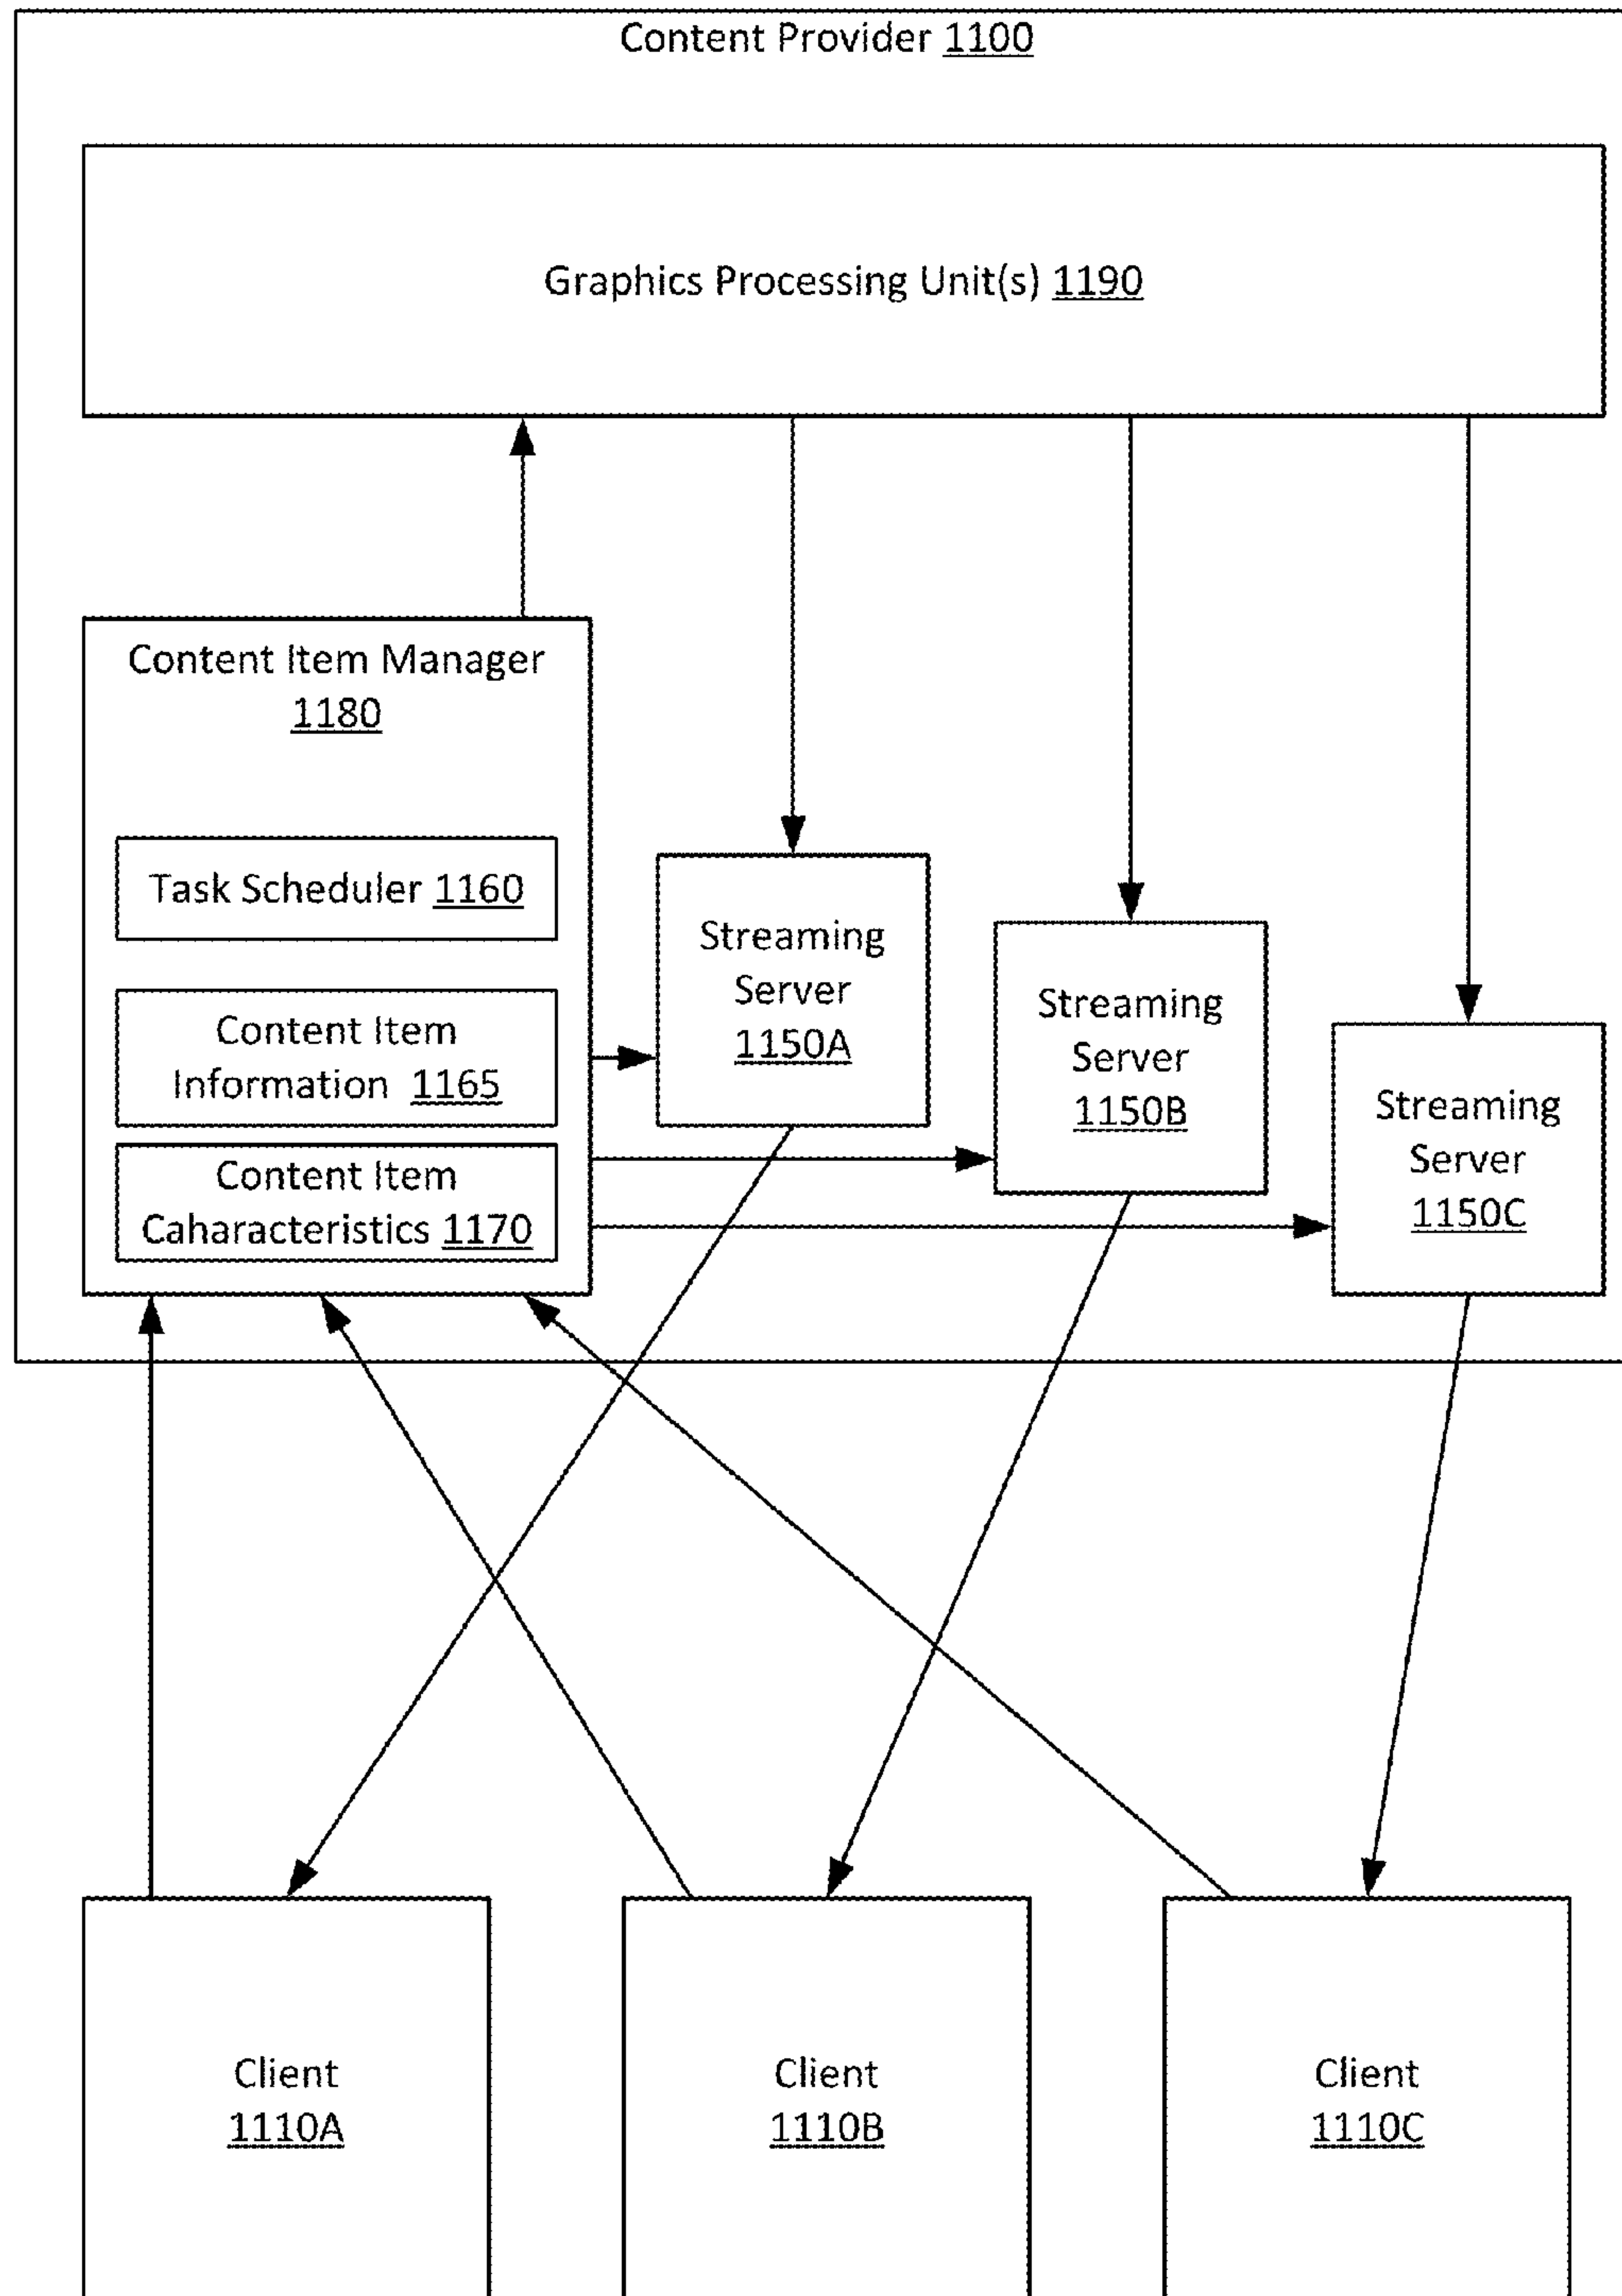 Content Provider 1100
Graphics Processing Unit(s) 1190
Content Item Manager
1180
Task Scheduler 1160
Content Item
Information 1165
Content Item
Caharacteristics 1170
Streaming
Server
1150A
Streaming
Server
1150B
Streaming
Server
1150C
Client
1110A
Client
1110B
Client
1110C